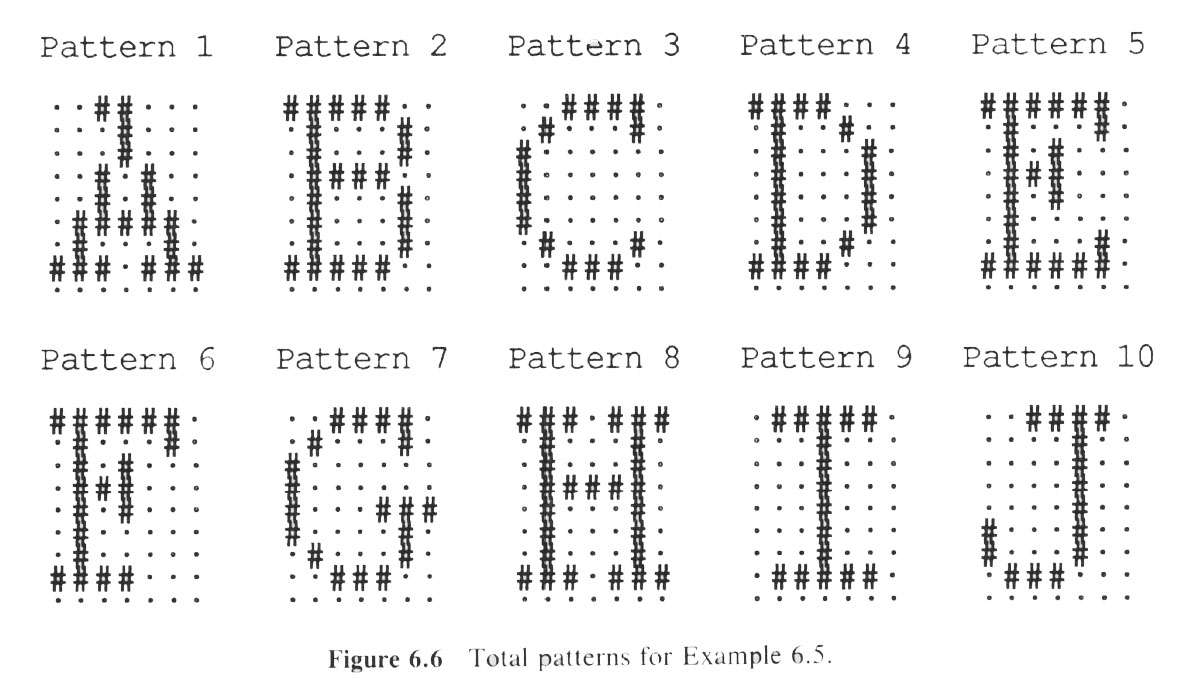 Pattern 1 Pattern 2 Pattern 3 Pattern 4 Pattern 5
Pattern 6 Pattern 7 Pattern 8 Pattern 9 Pattern 10
Figure 6.6 Total patterns for Example 6.5.